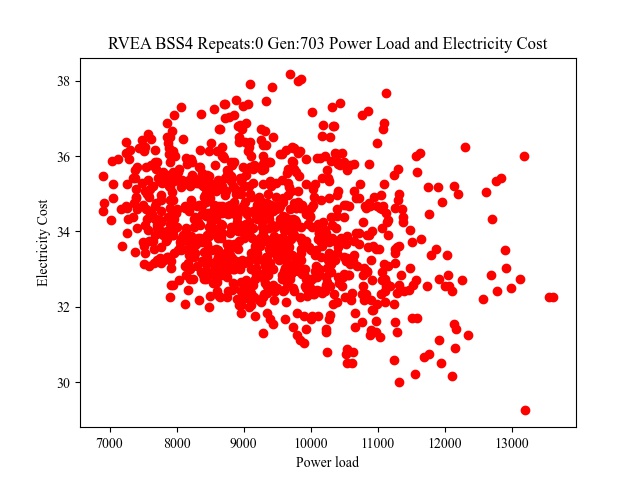 RVEA BSS4 Repeats:0 Gen:703 Power Load and Electricity Cost
38
36
34
32
30
Electricity Cost
7000 8000 9000 10000 11000 12000 13000
Power load